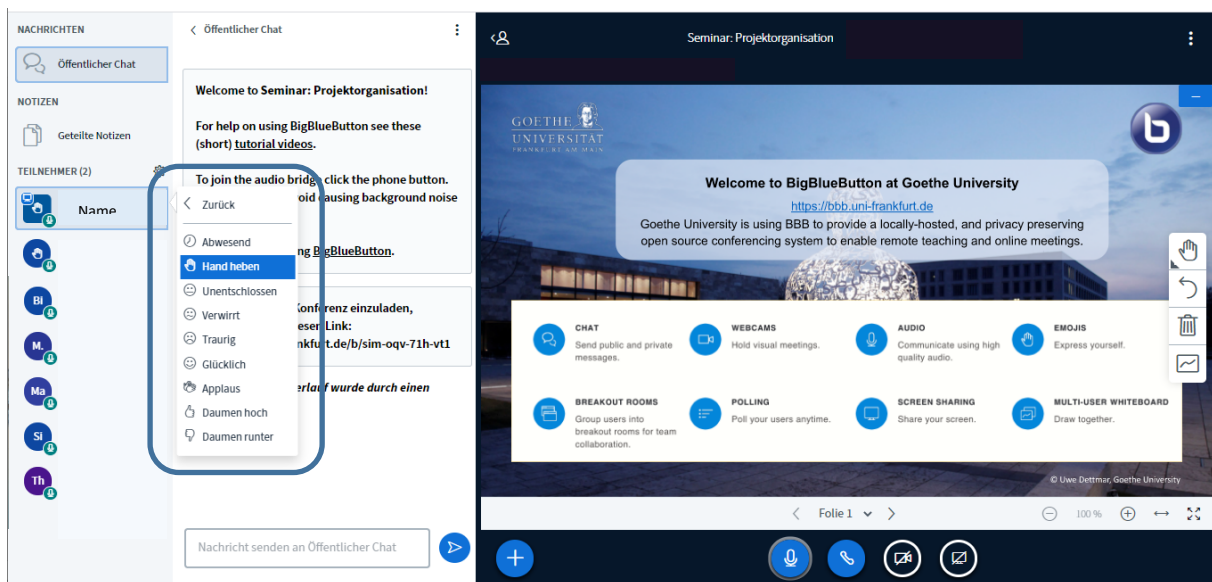 NACHRICHTEN
Öffentlicher Chat
NOTIZEN
Geteilte Notizen
TEILNEHMER (2)
Name
Bi
M.
Ma
Si
Th
Zurück
Abwesend
Hand heben
Unentschlossen
Verwirrt
Traurig
Glücklich
Applaus
Daumen hoch
Daumen runter
Öffentlicher Chat
Welcome to Seminar: Projektorganisation!
For help on using BigBlueButton see these
(short) tutorial videos.
To join the audio bridge click the phone button.
causing background noise
BigBlueButton.
Konferenz einzuladen,
Link:
/b/sim-oqv-71h-vt1
wurde durch einen
Nachricht senden an Öffentlicher Chat
Seminar: Projektorganisation
GOETHE
UNIVERSITÄT
FRANKFURT AM MAIN
b
Welcome to BigBlueButton at Goethe University
https://bbb.uni-frankfurt.de
Goethe University is using BBB to provide a locally-hosted, and privacy preserving
open source conferencing system to enable remote teaching and online meetings.
CHAT
Send public and private
messages.
WEBCAMS
Hold visual meetings.
AUDIO
Communicate using high
quality audio.
EMOJIS
Express yourself.
BREAKOUT ROOMS
Group users into
breakout rooms for team
collaboration.
POLLING
Poll your users anytime.
SCREEN SHARING
Share your screen.
MULTI-USER WHITEBOARD
Draw together.
© Uwe Dettmar, Goethe University
Folie 1
100 %